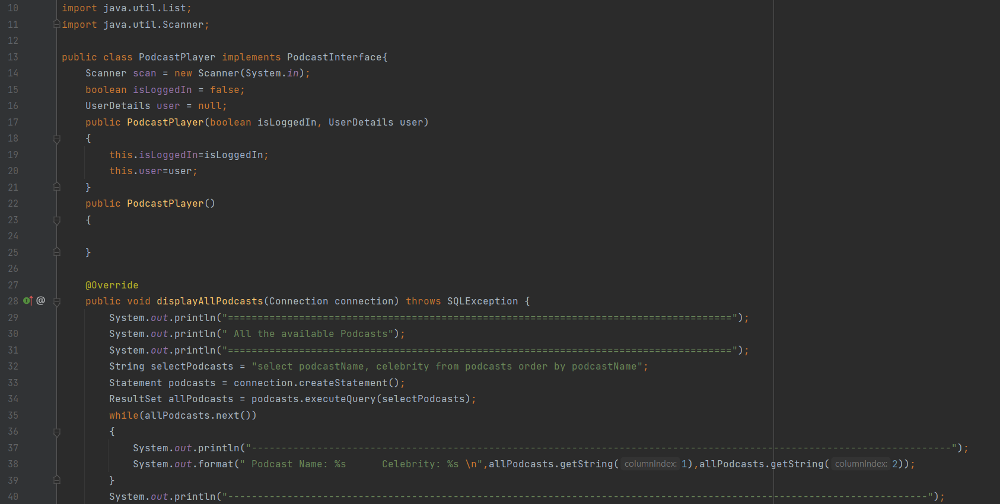 10 import java.util.List;
11 import java.util.Scanner;
12
13 public class PodcastPlayer implements PodcastInterface{
14     Scanner scan = new Scanner(System.in);
15     boolean isLoggedIn = false;
16     UserDetails user = null;
17     public PodcastPlayer(boolean isLoggedIn, UserDetails user)
18     {
19         this.isLoggedIn=isLoggedIn;
20         this.user=user;
21     }
22     public PodcastPlayer()
23     {
24
25     }
26
27     @Override
28 @   public void displayAllPodcasts(Connection connection) throws SQLException {
29         System.out.println("=====================================================================================");
30         System.out.println(" All the available Podcasts");
31         System.out.println("=====================================================================================");
32         String selectPodcasts = "select podcastName, celebrity from podcasts order by podcastName";
33         Statement podcasts = connection.createStatement();
34         ResultSet allPodcasts = podcasts.executeQuery(selectPodcasts);
35         while(allPodcasts.next())
36         {
37             System.out.println("----------------------------------------------------------------------------------------------------------------------");
38             System.out.format(" Podcast Name: %s      Celebrity: %s \n",allPodcasts.getString( columnIndex: 1),allPodcasts.getString( columnIndex: 2));
39         }
40         System.out.println("----------------------------------------------------------------------------------------------------------------------");